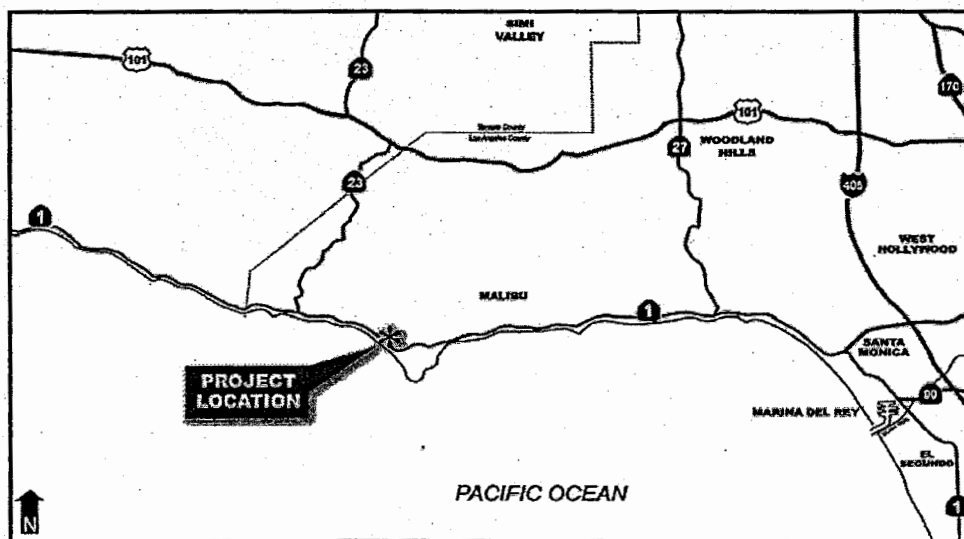 SIMI
VALLEY
101
23
170
101
Ventura County
Los Angeles County
27
WOODLAND
HILLS
23
405
1
WEST
HOLLYWOOD
MALIBU
1
SANTA
MONICA
PROJECT
LOCATION
90
MARINA DEL REY
EL
SEGUNDO
PACIFIC OCEAN
1
N